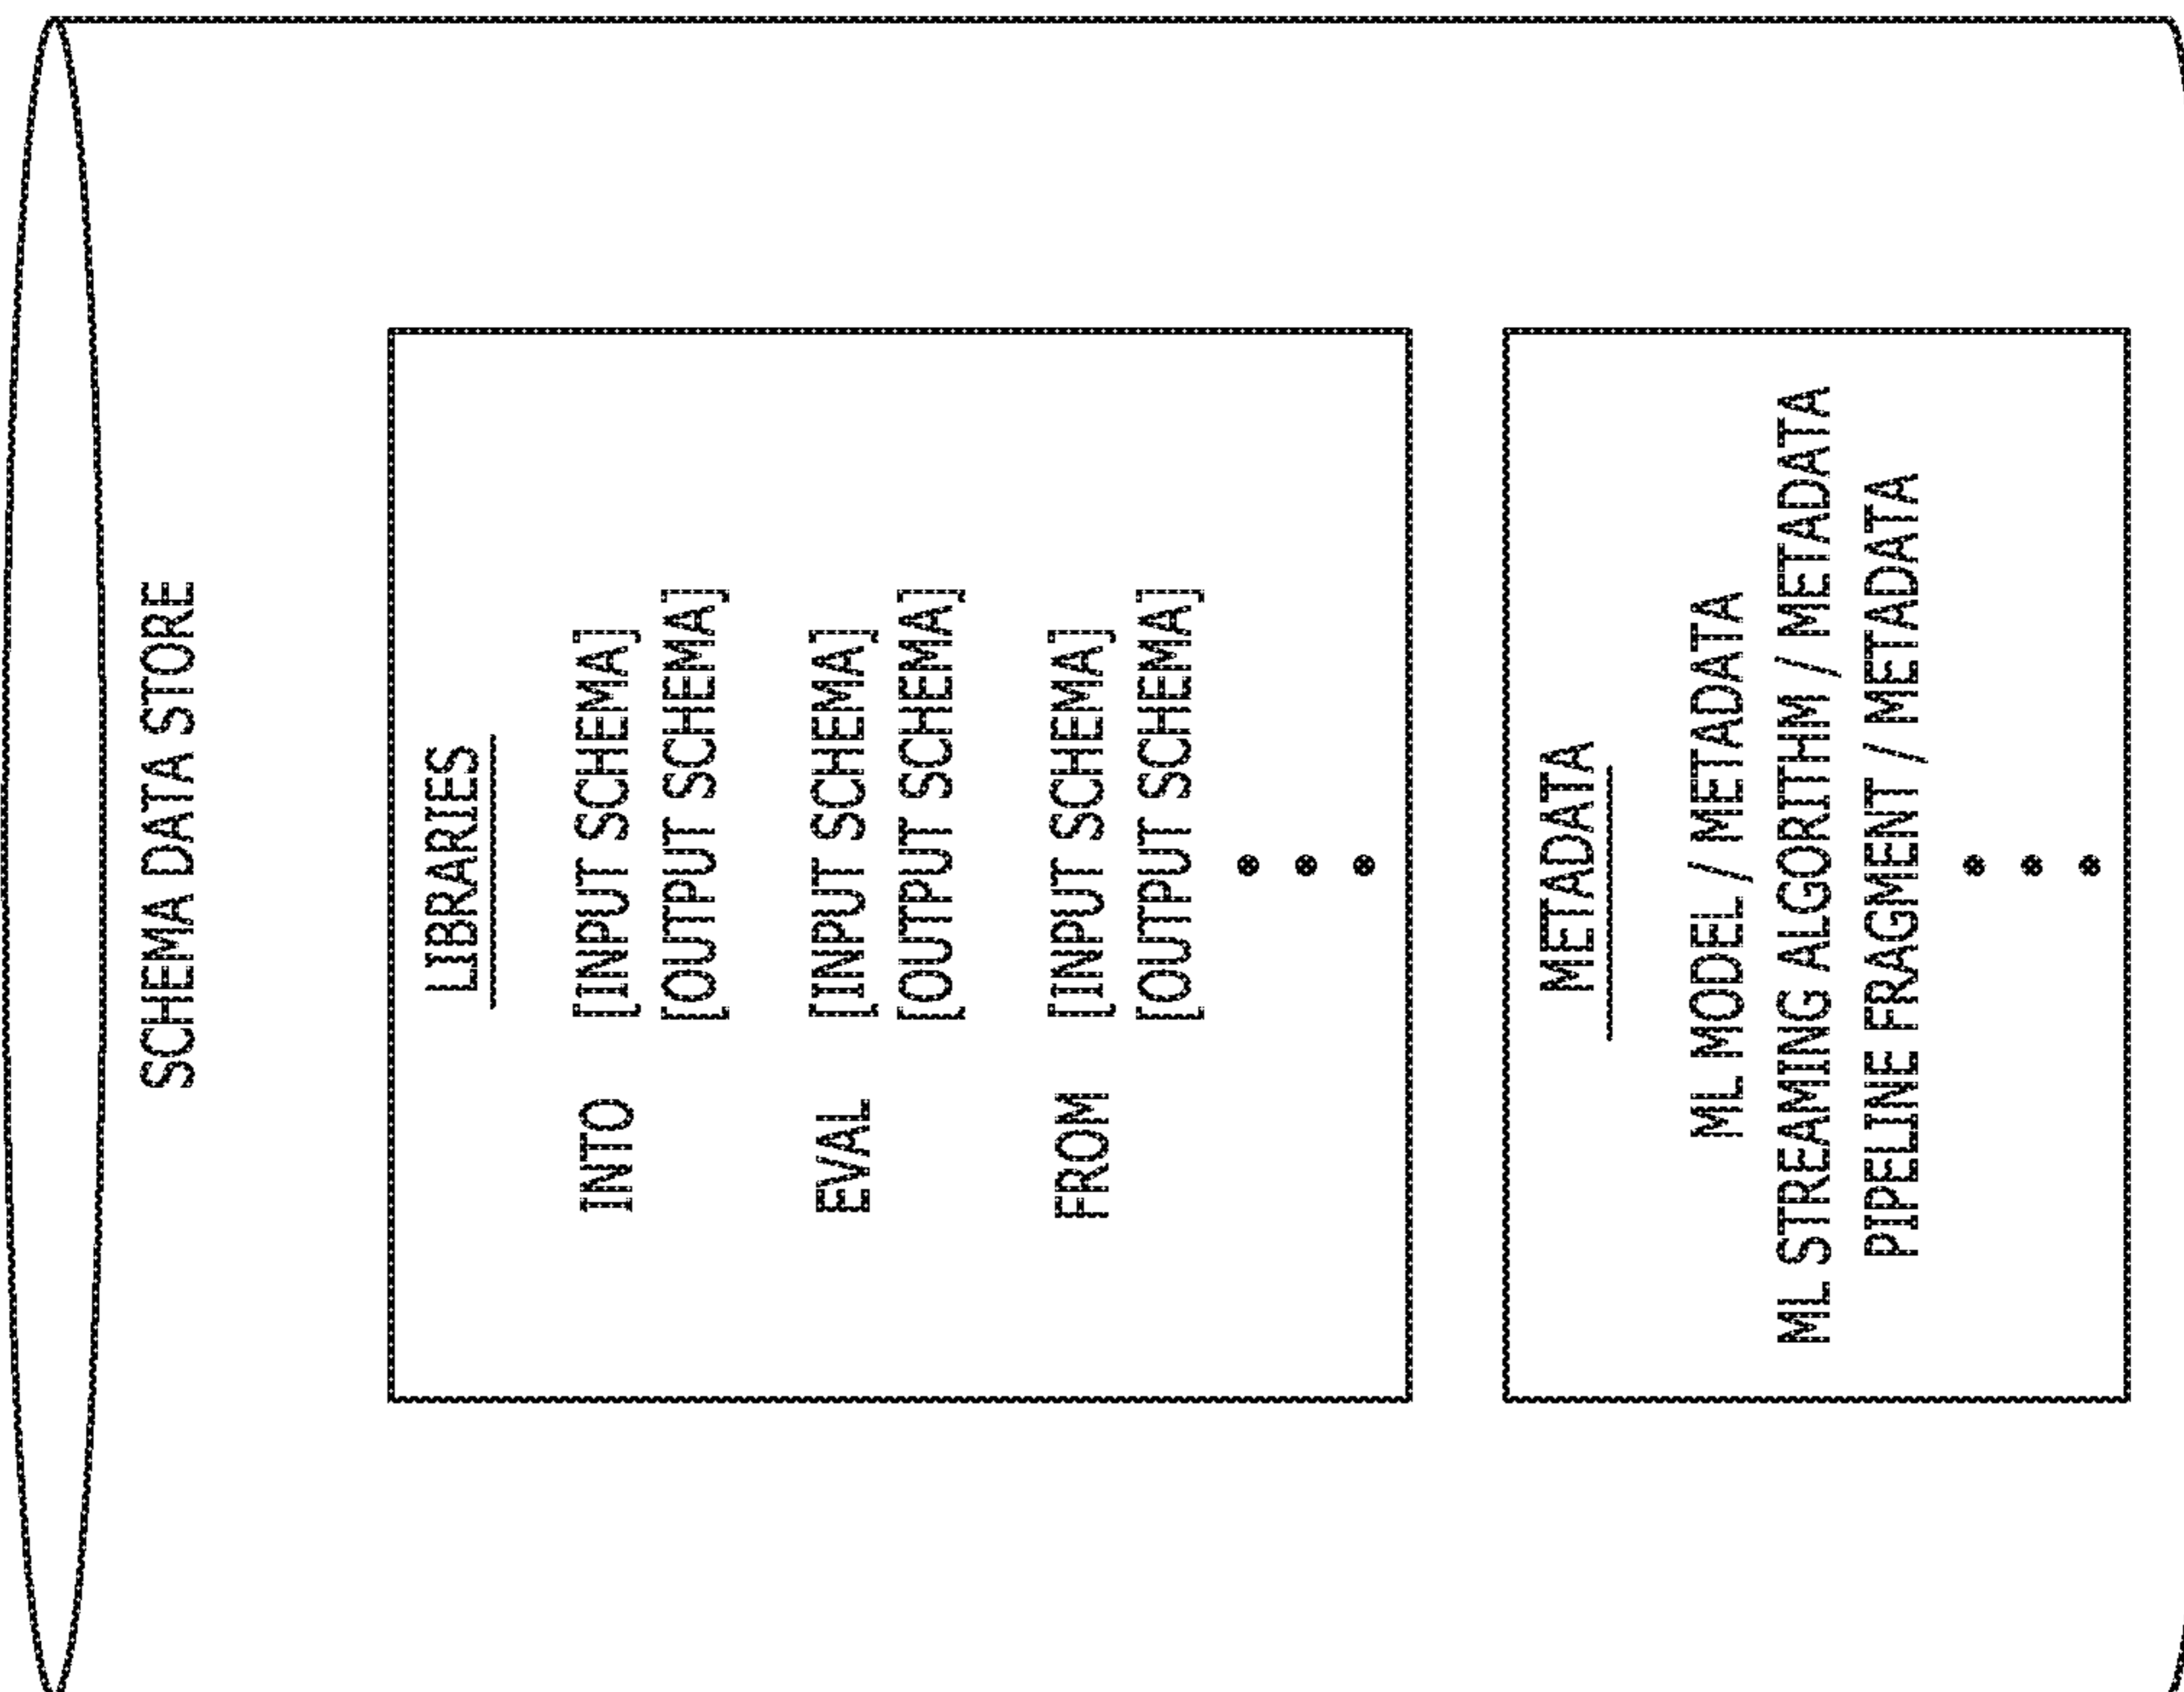 SCHEMA DATA STORE
LIBRARIES
INTO [INPUT SCHEMA]
[OUTPUT SCHEMA]
EVAL [INPUT SCHEMA]
[OUTPUT SCHEMA]
FROM [INPUT SCHEMA]
[OUTPUT SCHEMA]
METADATA
ML MODEL / METADATA
ML STREAMING ALGORITHM / METADATA
PIPELINE FRAGMENT / METADATA